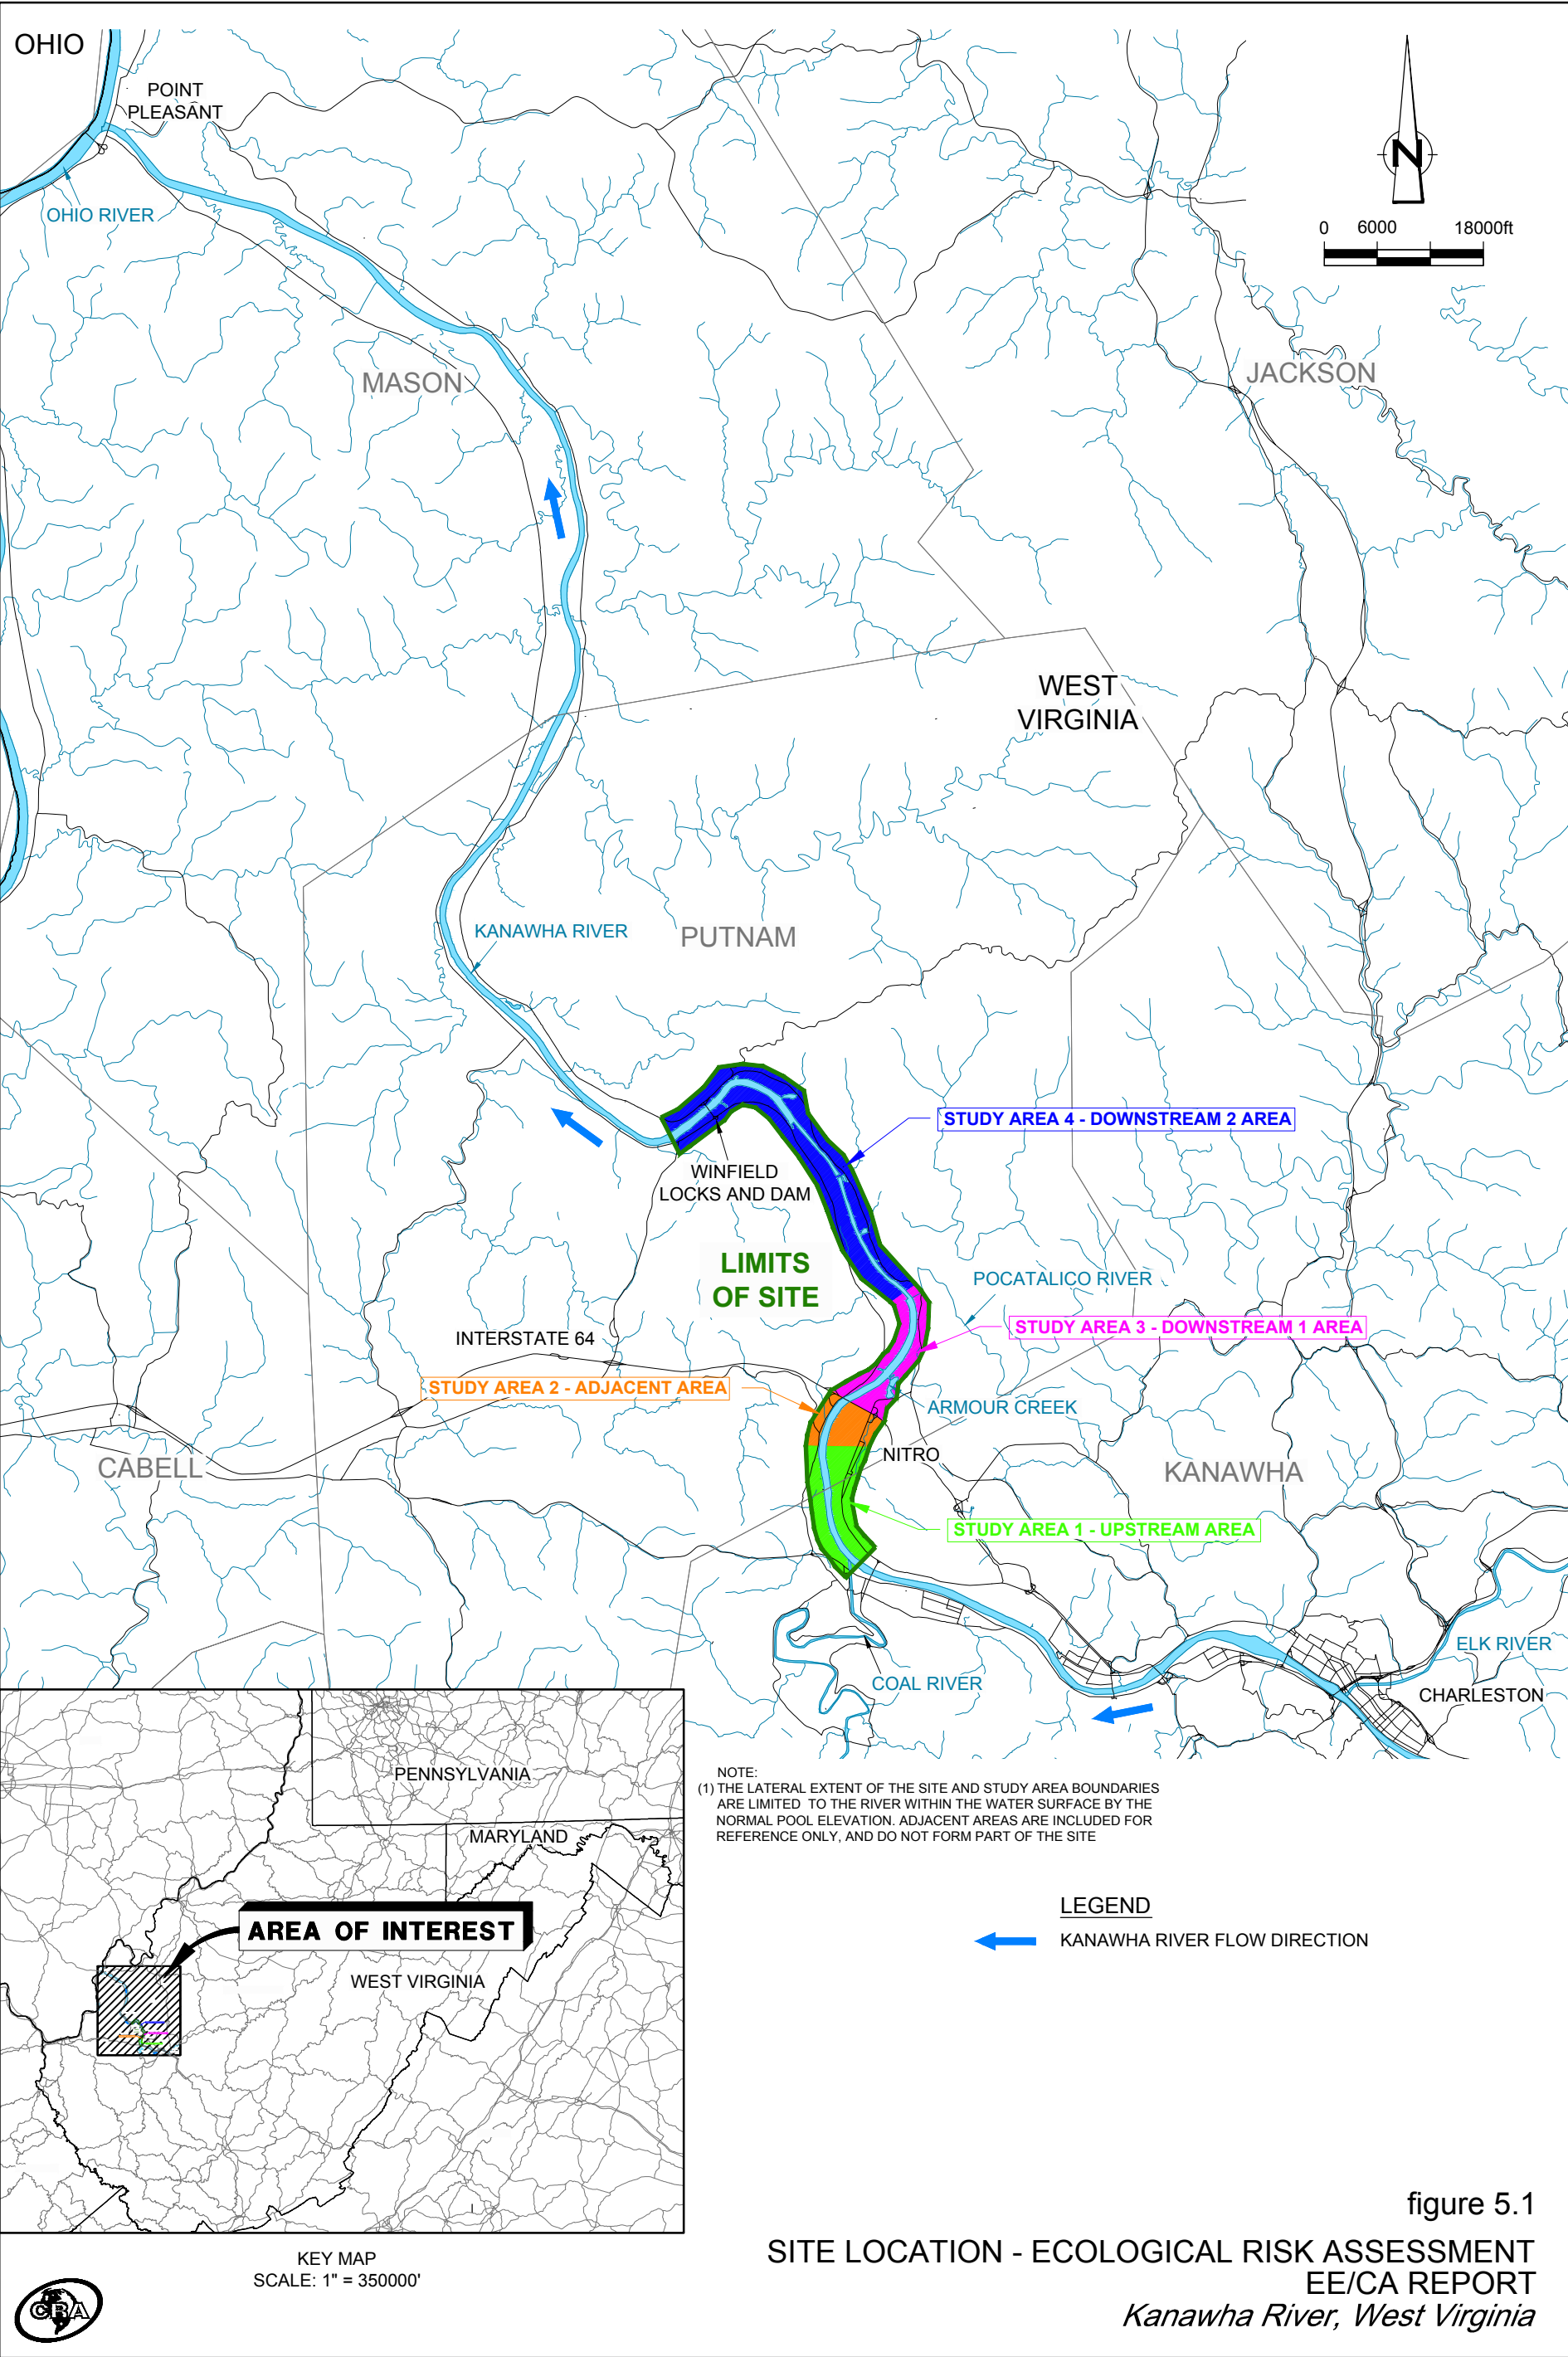 OHIO
POINT
PLEASANT
OHIO RIVER
N
0 6000 18000ft
MASON
JACKSON
WEST
VIRGINIA
KANAWHA RIVER
PUTNAM
STUDY AREA 4 - DOWNSTREAM 2 AREA
WINFIELD
LOCKS AND DAM
LIMITS
OF SITE
POCATALICO RIVER
STUDY AREA 3 - DOWNSTREAM 1 AREA
INTERSTATE 64
STUDY AREA 2 - ADJACENT AREA
ARMOUR CREEK
NITRO
CABELL
KANAWHA
STUDY AREA 1 - UPSTREAM AREA
ELK RIVER
COAL RIVER
CHARLESTON
NOTE:
(1) THE LATERAL EXTENT OF THE SITE AND STUDY AREA BOUNDARIES
ARE LIMITED TO THE RIVER WITHIN THE WATER SURFACE BY THE
NORMAL POOL ELEVATION. ADJACENT AREAS ARE INCLUDED FOR
REFERENCE ONLY, AND DO NOT FORM PART OF THE SITE
PENNSYLVANIA
MARYLAND
AREA OF INTEREST
WEST VIRGINIA
LEGEND
KANAWHA RIVER FLOW DIRECTION
KEY MAP
SCALE: 1" = 350000'
CRA
figure 5.1
SITE LOCATION - ECOLOGICAL RISK ASSESSMENT
EE/CA REPORT
Kanawha River, West Virginia